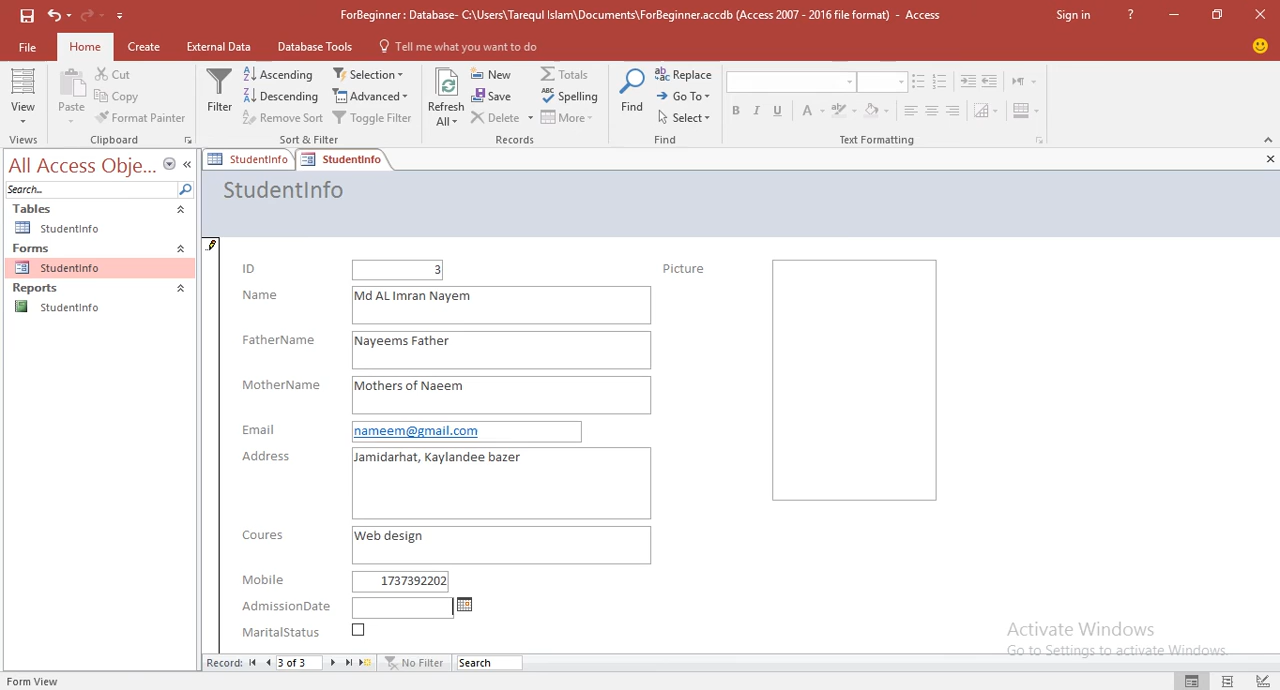 ForBeginner : Database- C:\Users\Tarequl Islam\Documents\ForBeginner.accdb (Access 2007 - 2016 file format) - Access
Sign in ?
File Home Create External Data Database Tools Tell me what you want to do
View
Views
Paste
Cut
Copy
Format Painter
Clipboard
Filter
Ascending
Descending
Remove Sort
Selection
Advanced
Toggle Filter
Sort & Filter
Refresh
All
New
Save
Delete
Totals
Spelling
More
Records
Find
Replace
Go To
Select
Find
B I U A
Text Formatting
All Access Obje...
Search...
Tables
StudentInfo
Forms
StudentInfo
Reports
StudentInfo
StudentInfo StudentInfo
StudentInfo
ID 3
Name Md AL Imran Nayem
FatherName Nayeems Father
MotherName Mothers of Naeem
Email nameem@gmail.com
Address Jamidarhat, Kaylandee bazer
Coures Web design
Mobile 1737392202
AdmissionDate
MaritalStatus
Picture
Activate Windows
Go to Settings to activate Windows.
Record: 3 of 3 No Filter Search
Form View